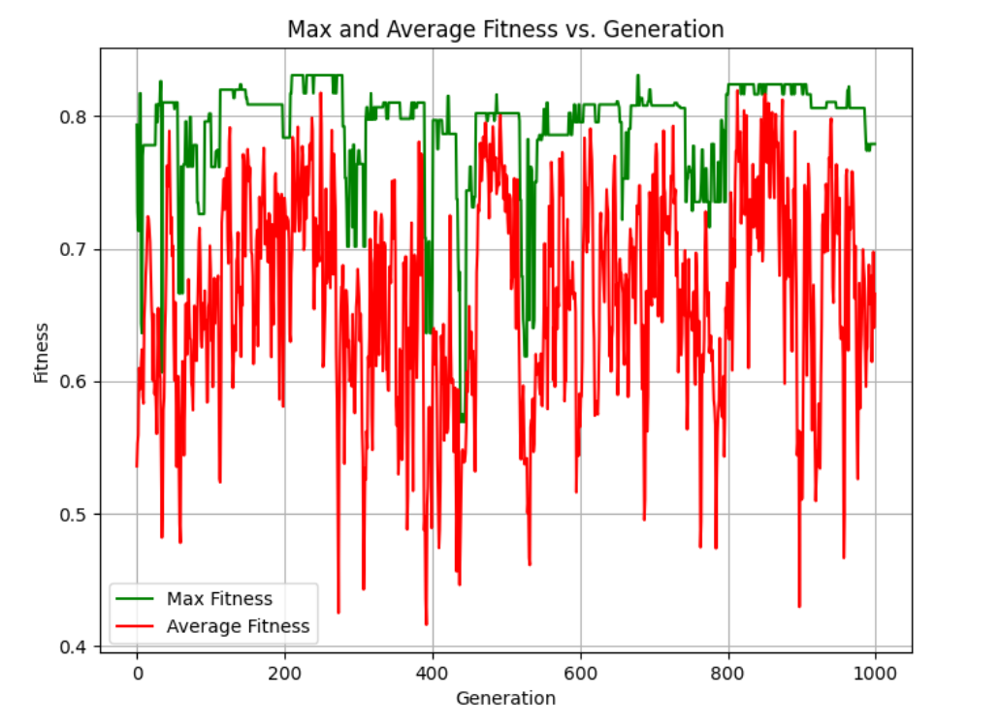 Max and Average Fitness vs. Generation
Fitness
0.8
0.7
0.6
0.5
0.4
Max Fitness
Average Fitness
0 200 400 600 800 1000
Generation